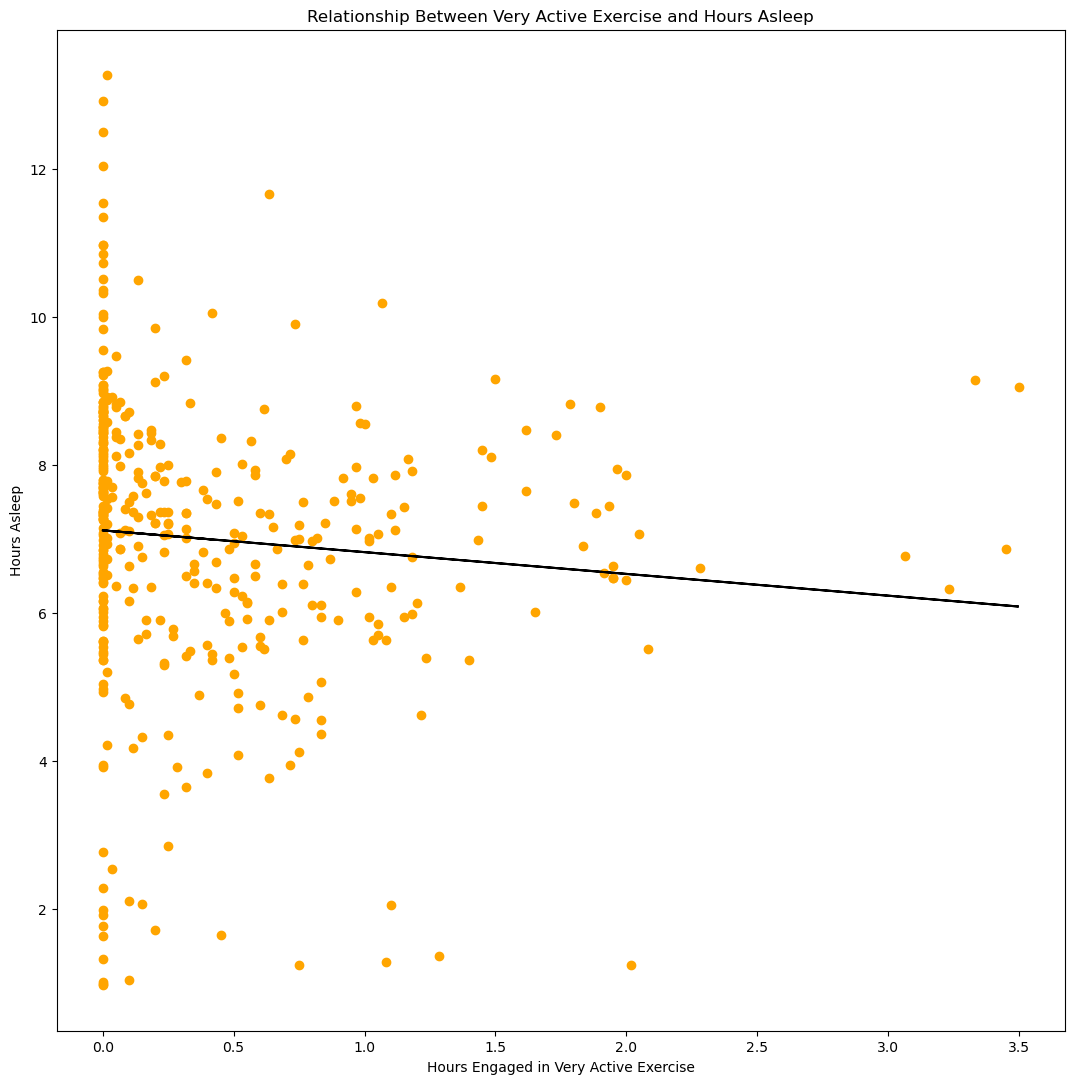 Relationship Between Very Active Exercise and Hours Asleep
Hours Asleep
12
10
8
6
4
2
0.0 0.5 1.0 1.5 2.0 2.5 3.0 3.5
Hours Engaged in Very Active Exercise